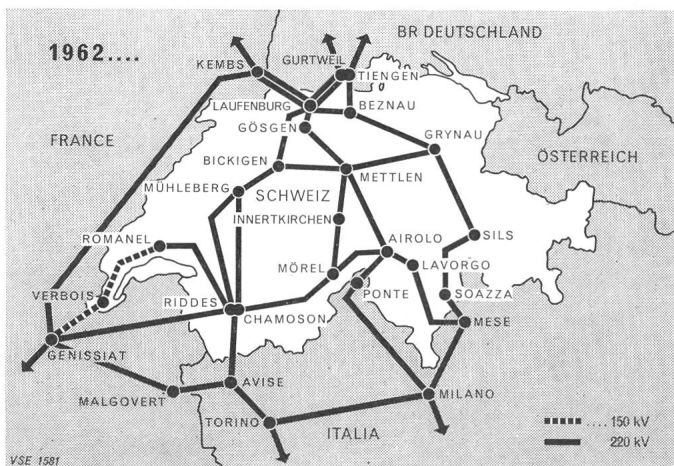 1962....
BR DEUTSCHLAND
GURTWEIL
KEMBS
TIENGEN
LAUFENBURG
BEZNAU
GÖSGEN
FRANCE
GRYNAU
ÖSTERREICH
BICKIGEN
METTLEN
MÜHLEBERG
SCHWEIZ
INNERTKIRCHEN
ROMANEL
AIROLO
SILS
MÖREL
LAVORGO
PONTE
VERBOIS
RIDDES
SOAZZA
CHAMOSON
MESE
GENISSIAT
AVISE
MALGOVERT
MILANO
TORINO
ITALIA
.... 150 kV
220 kV
VSE 1581